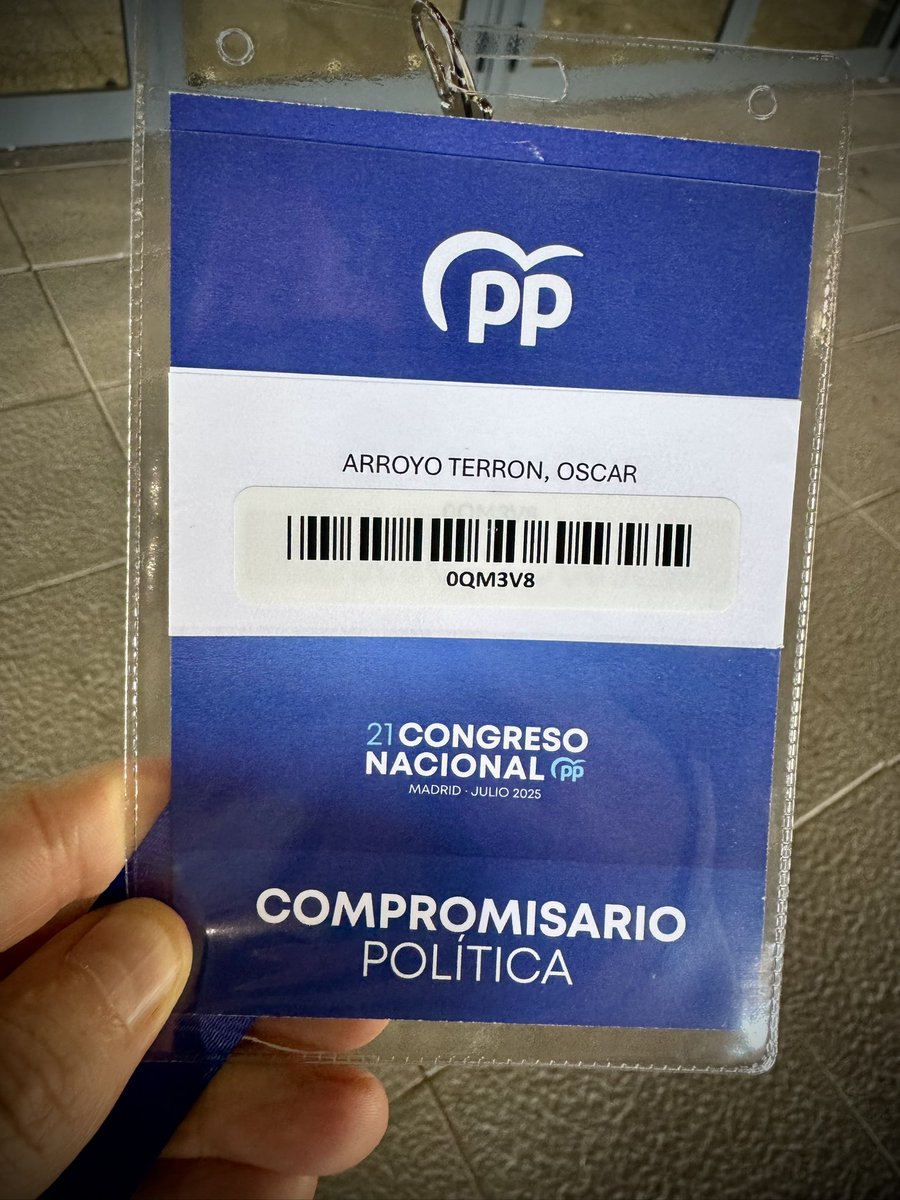 pp
ARROYO TERRON, OSCAR
0QM3V8
21 CONGRESO
NACIONAL pp
MADRID · JULIO 2025
COMPROMISARIO
POLÍTICA